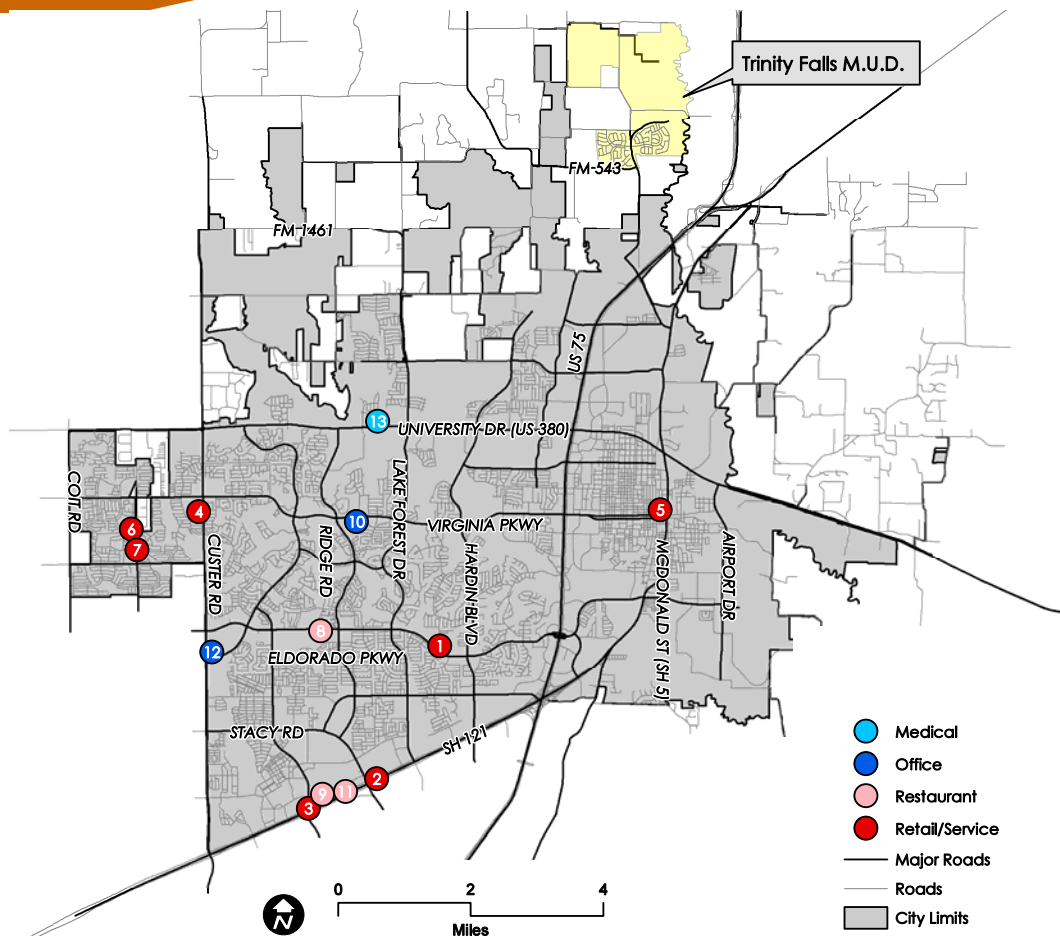 Trinity Falls M.U.D.
FM-543
FM 1461
US 75
13
UNIVERSITY DR (US-380)
COIT RD
LAKE FOREST DR
4
5
10
6
VIRGINIA PKWY
7
RIDGE RD
CUSTER RD
HARDIN BLVD
MCDONALD ST (SH 5)
AIRPORT DR
8
1
12
ELDORADO PKWY
STACY RD
SH 121
2
9
11
3
Medical
Office
Restaurant
Retail/Service
Major Roads
Roads
City Limits
0 2 4
Miles
N